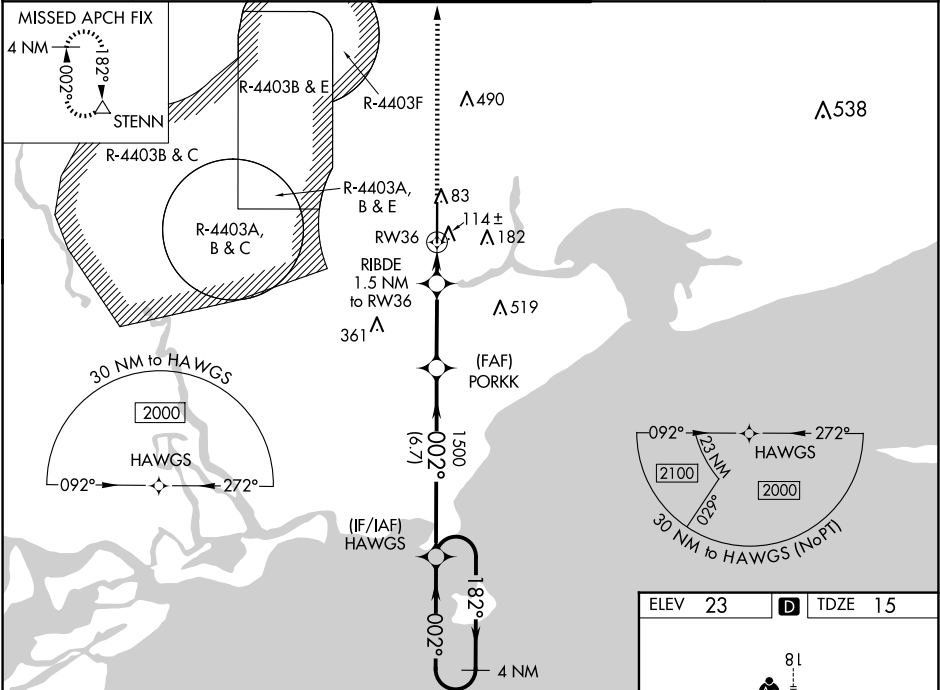 MISSED APCH FIX
4 NM
002°
182°
STENN
R-4403B & E
R-4403F
490
538
R-4403B & C
R-4403A,
B & E
83
R-4403A,
B & C
RW36
114±
182
RIBDE
1.5 NM
to RW36
519
361
(FAF)
PORKK
30 NM to HAWGS
2000
HAWGS
092°
272°
1500
002°
(6.7)
092°
272°
HAWGS
23 NM
2100
2000
029°
30 NM to HAWGS (NoPT)
(IF/IAF)
HAWGS
182°
002°
4 NM
ELEV 23
D
TDZE 15
18